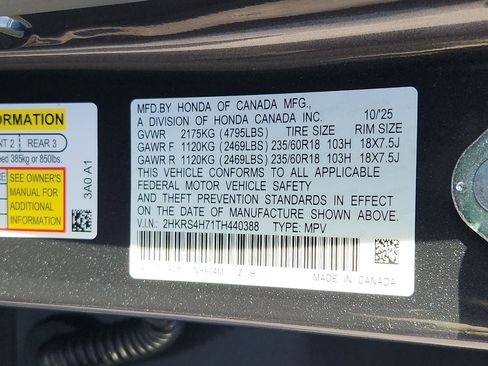 FORMATION
NT 2 REAR 3
eed 385kg or 850lbs.
SEE OWNER'S
MANUAL FOR
ADDITIONAL
INFORMATION
3A0 A1
MFD.BY HONDA OF CANADA MFG.,
A DIVISION OF HONDA CANADA INC. 10/'25
GVWR 2175KG (4795LBS) TIRE SIZE RIM SIZE
GAWR F 1120KG (2469LBS) 235/60R18 103H 18X7.5J
GAWR R 1120KG (2469LBS) 235/60R18 103H 18X7.5J
THIS VEHICLE CONFORMS TO ALL APPLICABLE
FEDERAL MOTOR VEHICLE SAFETY
AND THEFT PREVENTION STANDARDS IN EFFECT
ON THE DATE OF MANUFACTURE SHOWN ABOVE.
V.I.N.: 2HKRS4H71TH440388 TYPE: MPV
MADE IN CANADA